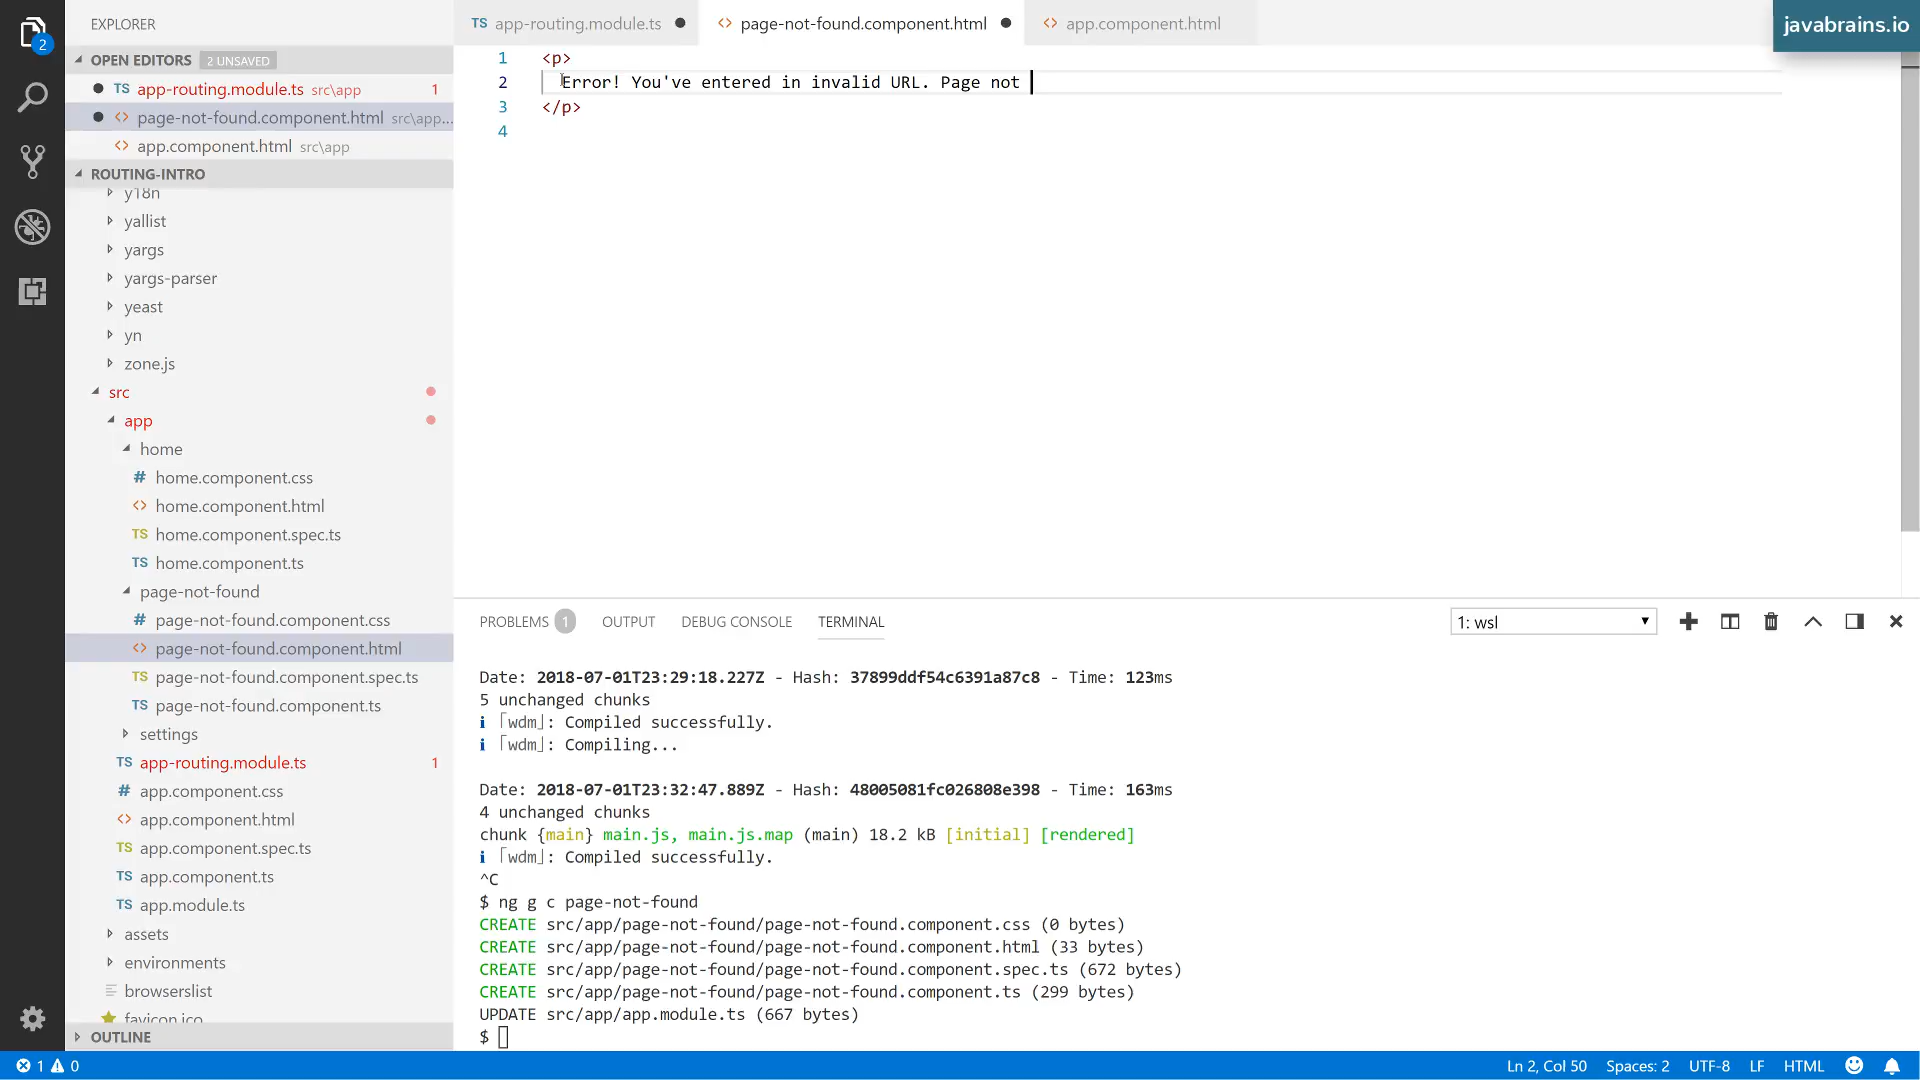 EXPLORER
TS app-routing.module.ts
<> page-not-found.component.html
<> app.component.html
javabrains.io
2
OPEN EDITORS 2 UNSAVED
TS app-routing.module.ts src\app 1
<> page-not-found.component.html src\app...
<> app.component.html src\app
ROUTING-INTRO
y18n
yallist
yargs
yargs-parser
yeast
yn
zone.js
src
app
home
# home.component.css
<> home.component.html
TS home.component.spec.ts
TS home.component.ts
page-not-found
# page-not-found.component.css
<> page-not-found.component.html
TS page-not-found.component.spec.ts
TS page-not-found.component.ts
settings
TS app-routing.module.ts 1
# app.component.css
<> app.component.html
TS app.component.spec.ts
TS app.component.ts
TS app.module.ts
assets
environments
browserslist
favicon.ico
OUTLINE
1 <p>
2 Error! You've entered in invalid URL. Page not
3 </p>
4
PROBLEMS 1 OUTPUT DEBUG CONSOLE TERMINAL
1: wsl
Date: 2018-07-01T23:29:18.227Z - Hash: 37899ddf54c6391a87c8 - Time: 123ms
5 unchanged chunks
ℹ ｢wdm｣: Compiled successfully.
ℹ ｢wdm｣: Compiling...
Date: 2018-07-01T23:32:47.889Z - Hash: 48005081fc026808e398 - Time: 163ms
4 unchanged chunks
chunk {main} main.js, main.js.map (main) 18.2 kB [initial] [rendered]
ℹ ｢wdm｣: Compiled successfully.
^C
$ ng g c page-not-found
CREATE src/app/page-not-found/page-not-found.component.css (0 bytes)
CREATE src/app/page-not-found/page-not-found.component.html (33 bytes)
CREATE src/app/page-not-found/page-not-found.component.spec.ts (672 bytes)
CREATE src/app/page-not-found/page-not-found.component.ts (299 bytes)
UPDATE src/app/app.module.ts (667 bytes)
$
1 0
Ln 2, Col 50 Spaces: 2 UTF-8 LF HTML